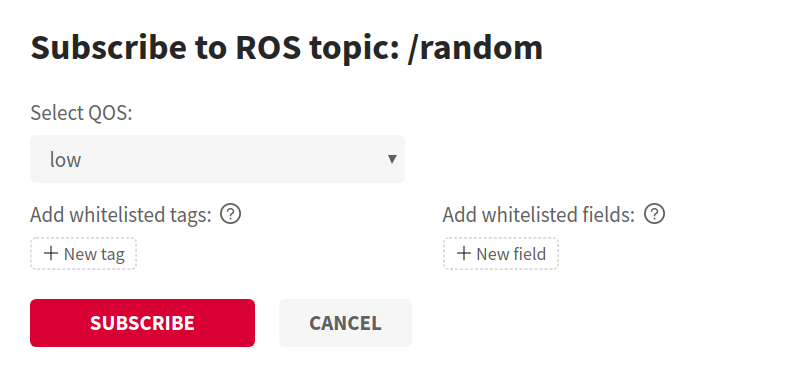 Subscribe to ROS topic: /random
Select QOS:
low
Add whitelisted tags: ?
Add whitelisted fields: ?
+ New tag
+ New field
SUBSCRIBE
CANCEL